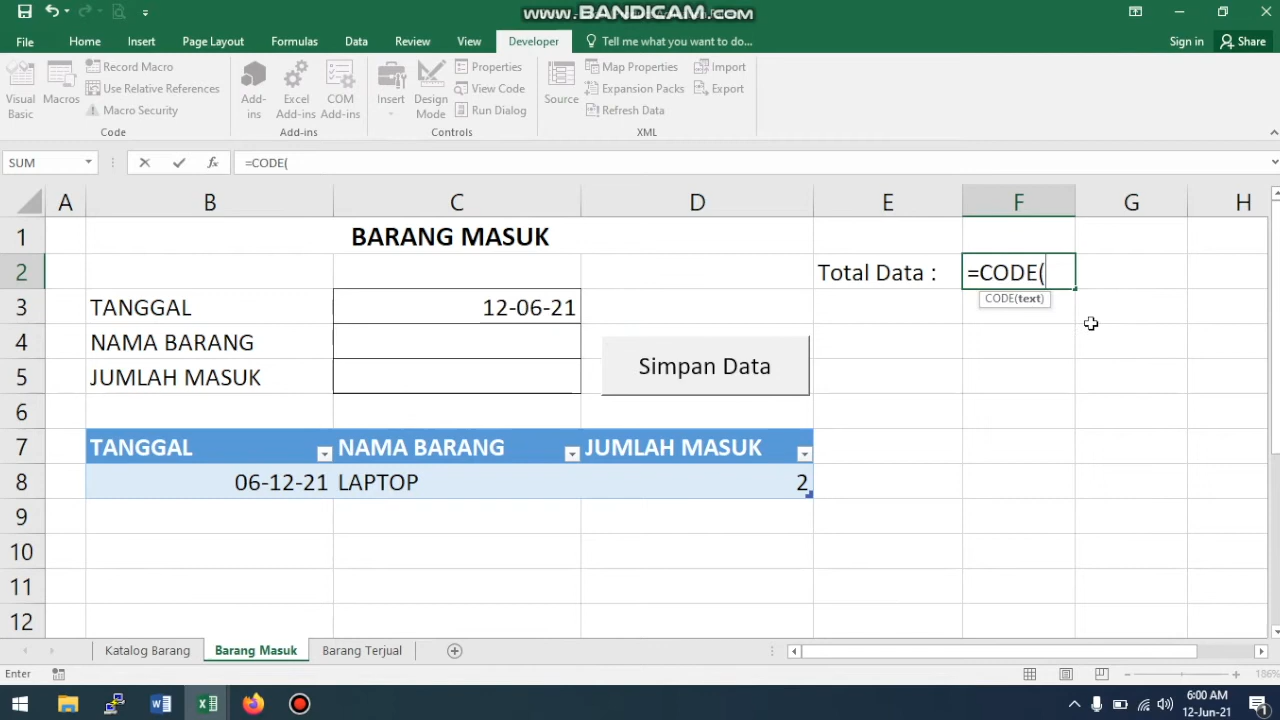 www.BANDICAM.com
File Home Insert Page Layout Formulas Data Review View Developer Tell me what you want to do... Sign in Share
Visual Basic
Macros
Record Macro
Use Relative References
Macro Security
Code
Add-ins
Excel Add-ins
COM Add-ins
Add-ins
Insert
Design Mode
Properties
View Code
Run Dialog
Controls
Source
Map Properties
Expansion Packs
Refresh Data
Import
Export
XML
SUM fx =CODE(
A B C D E F G H
1 BARANG MASUK
2 Total Data : =CODE(
CODE(text)
3 TANGGAL 12-06-21
4 NAMA BARANG
Simpan Data
5 JUMLAH MASUK
6
7 TANGGAL NAMA BARANG JUMLAH MASUK
8 06-12-21 LAPTOP 2
9
10
11
12
Katalog Barang Barang Masuk Barang Terjual
Enter 186%
6:00 AM
12-Jun-21
1